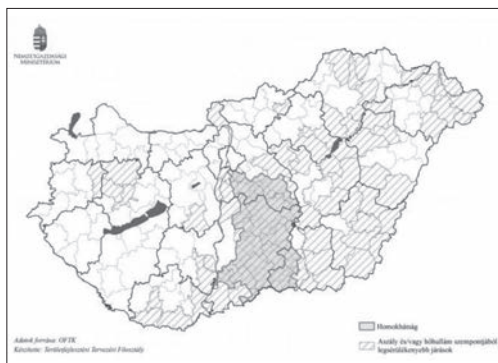 NEMZETGAZDASÁGI
MINISZTÉRIUM
Homokhátság
Aszály és/vagy hőhullám szempontjából
legsérülékenyebb járások
Adatok forrása: OFTK
Készítette: Területfejlesztési Tervezési Főosztály